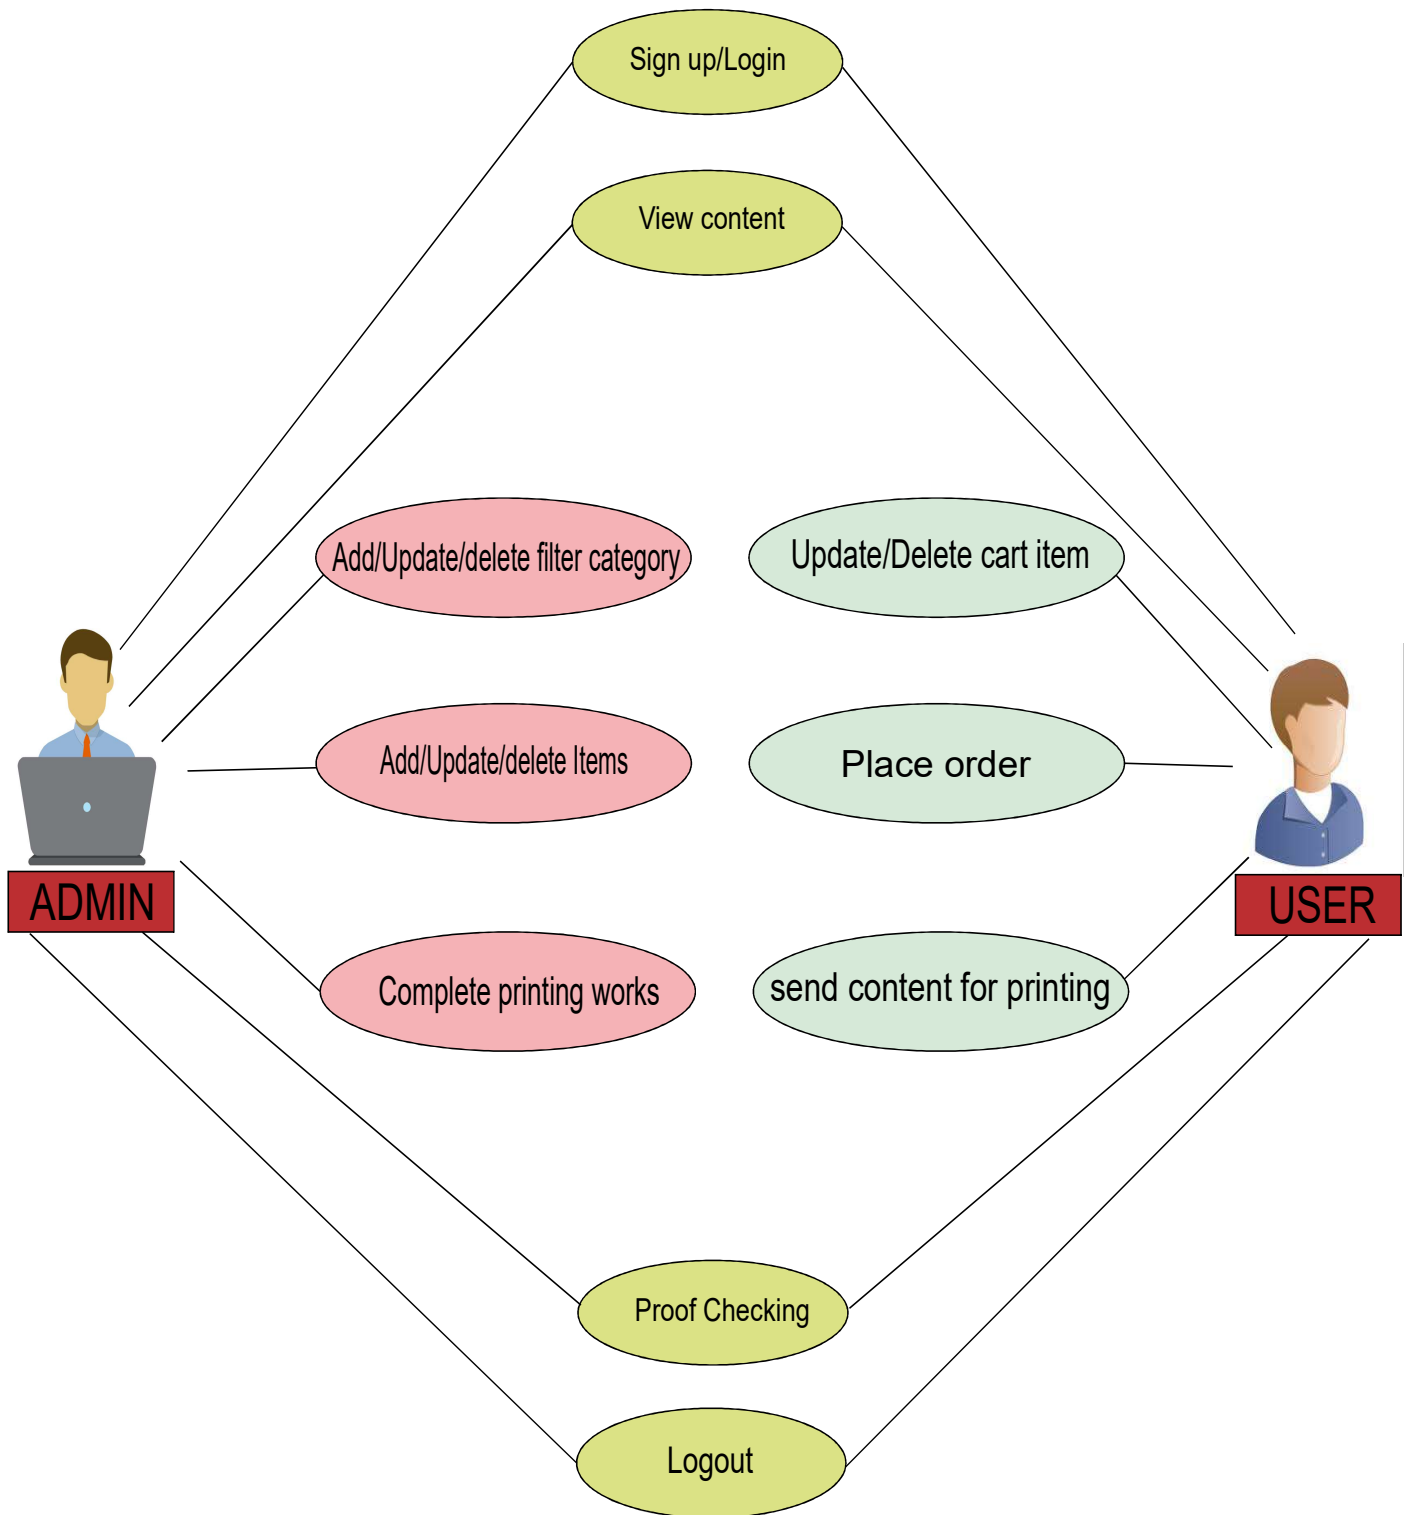 Sign up/Login
View content
Add/Update/delete filter category
Update/Delete cart item
Add/Update/delete Items
Place order
ADMIN
USER
Complete printing works
send content for printing
Proof Checking
Logout